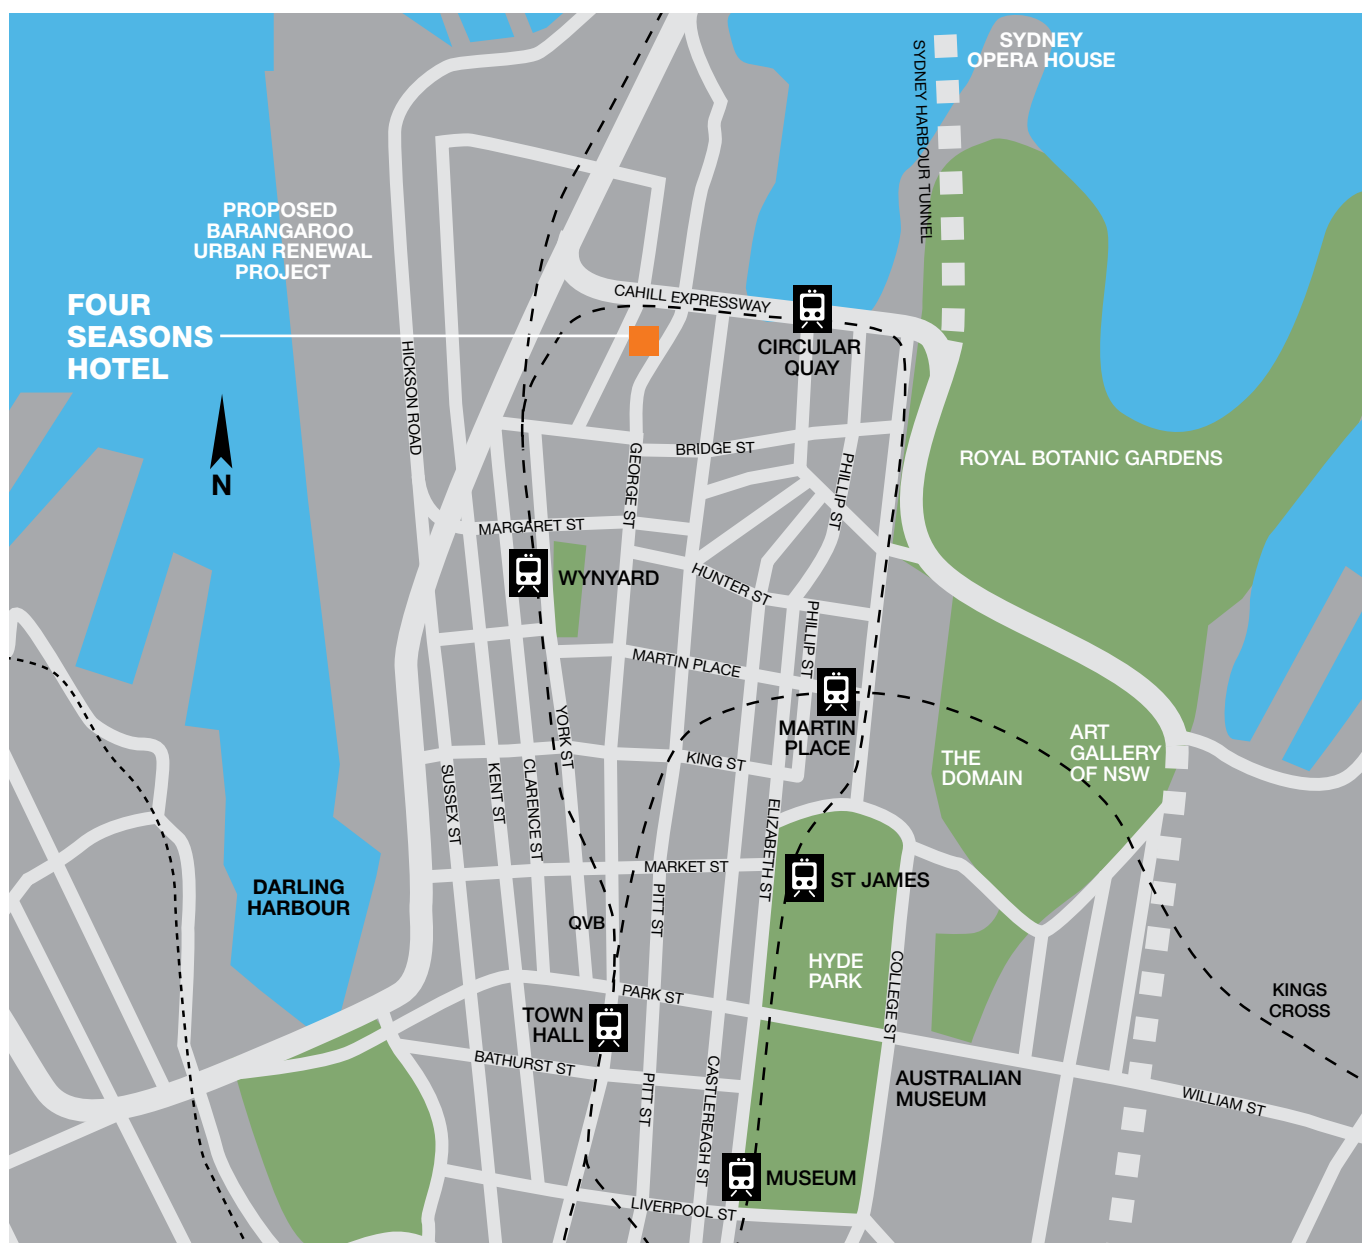 SYDNEY
OPERA HOUSE
SYDNEY HARBOUR TUNNEL
PROPOSED
BARANGAROO
URBAN RENEWAL
PROJECT
FOUR
SEASONS
HOTEL
CAHILL EXPRESSWAY
CIRCULAR
QUAY
HICKSON ROAD
N
GEORGE ST
BRIDGE ST
PHILLIP ST
ROYAL BOTANIC GARDENS
MARGARET ST
WYNYARD
HUNTER ST
PHILLIP ST
MARTIN PLACE
MARTIN
PLACE
YORK ST
KING ST
THE
DOMAIN
ART
GALLERY
OF NSW
SUSSEX ST
KENT ST
CLARENCE ST
ELIZABETH ST
MARKET ST
ST JAMES
DARLING
HARBOUR
PITT ST
QVB
HYDE
PARK
COLLEGE ST
PARK ST
KINGS
CROSS
TOWN
HALL
BATHURST ST
PITT ST
CASTLEREAGH ST
AUSTRALIAN
MUSEUM
WILLIAM ST
MUSEUM
LIVERPOOL ST